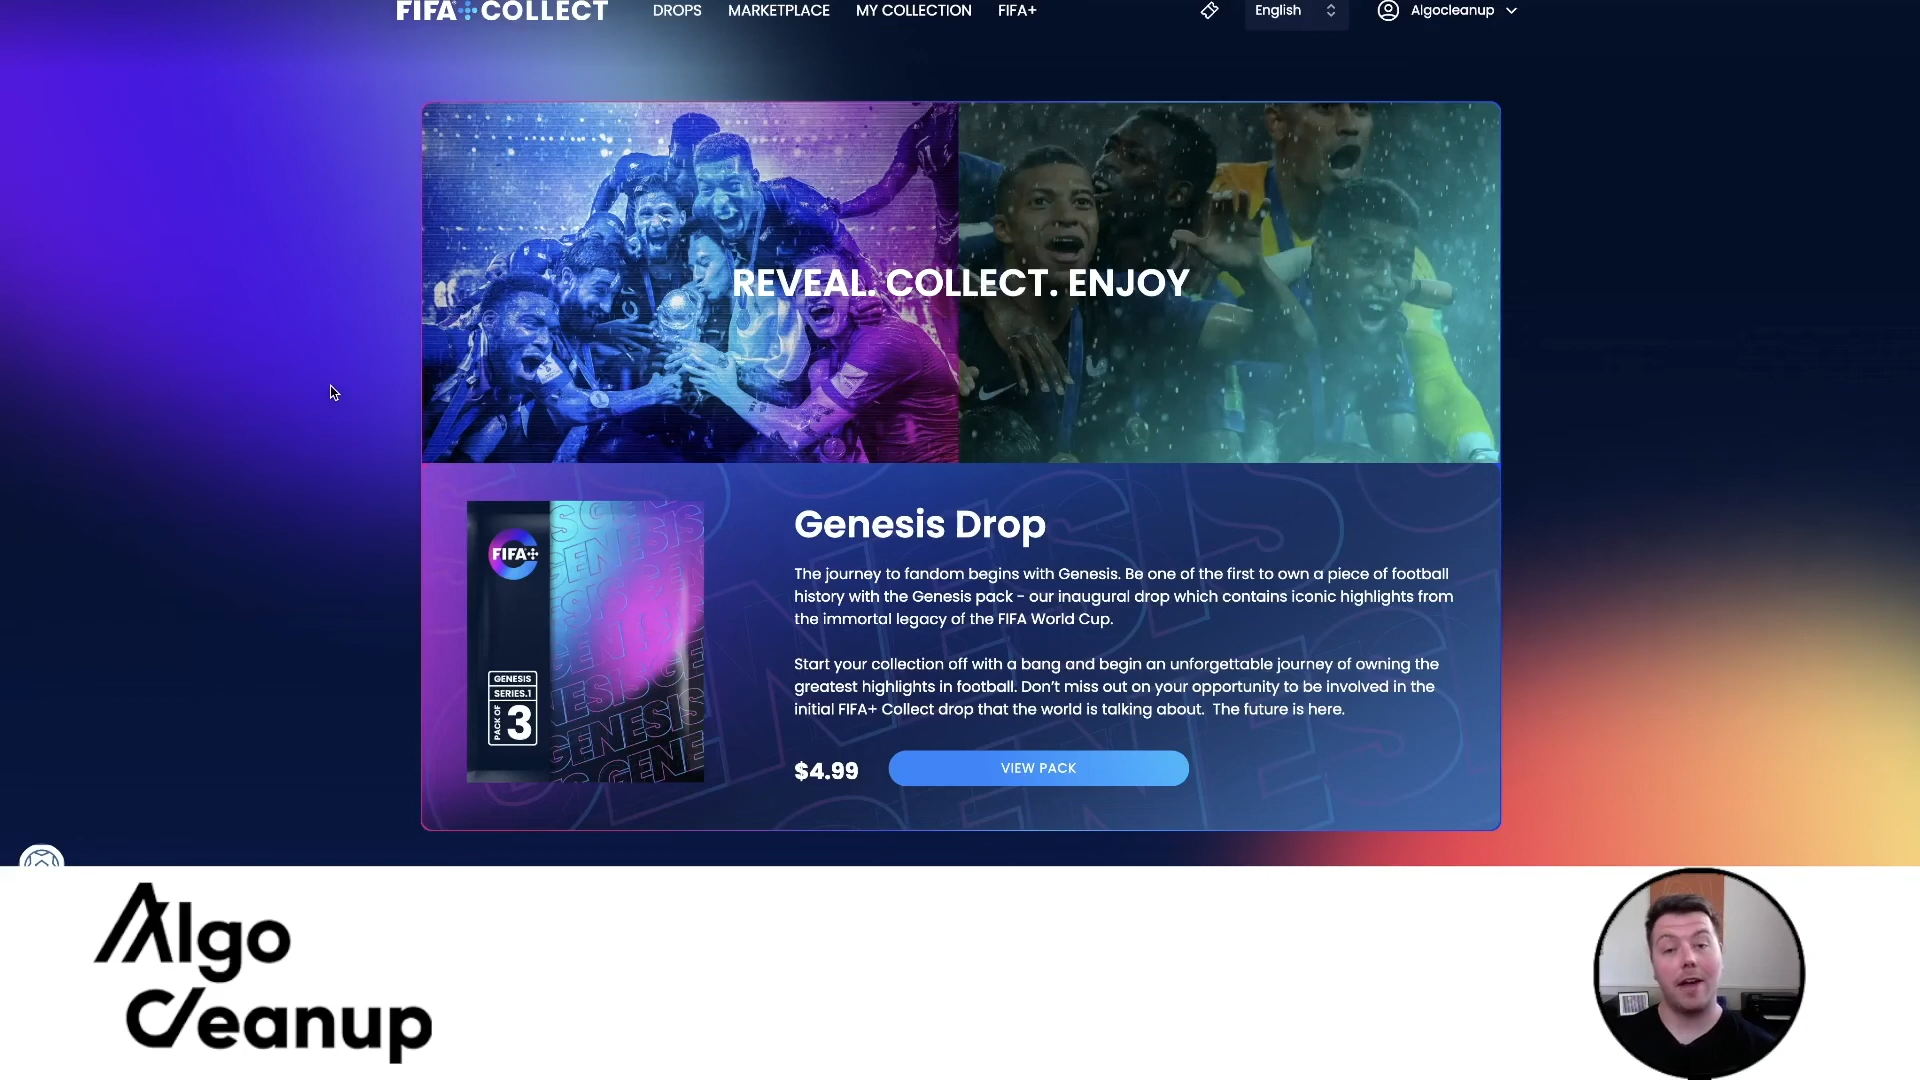 FIFA+COLLECT
DROPS
MARKETPLACE
MY COLLECTION
FIFA+
English
Algocleanup
REVEAL. COLLECT. ENJOY
FIFA+
GENESIS
SERIES.1
PACK OF
3
Genesis Drop
The journey to fandom begins with Genesis. Be one of the first to own a piece of football
history with the Genesis pack - our inaugural drop which contains iconic highlights from
the immortal legacy of the FIFA World Cup.
Start your collection off with a bang and begin an unforgettable journey of owning the
greatest highlights in football. Don't miss out on your opportunity to be involved in the
initial FIFA+ Collect drop that the world is talking about. The future is here.
$4.99
VIEW PACK
Algo
Cleanup